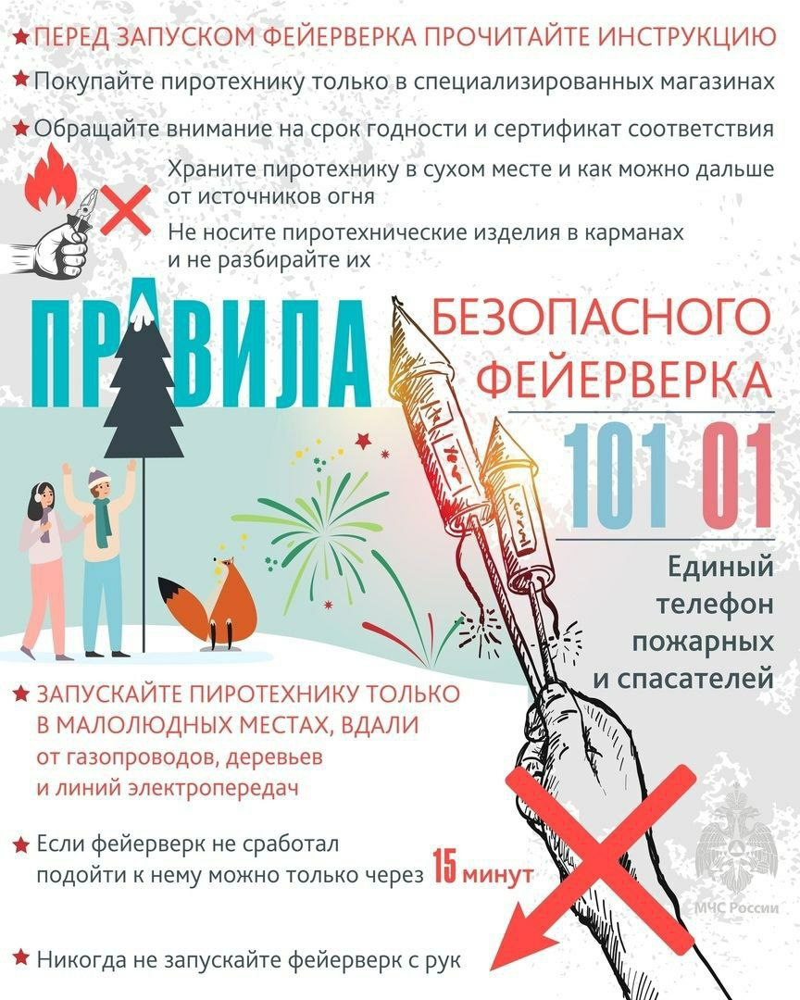 ПЕРЕД ЗАПУСКОМ ФЕЙЕРВЕРКА ПРОЧИТАЙТЕ ИНСТРУКЦИЮ
Покупайте пиротехнику только в специализированных магазинах
Обращайте внимание на срок годности и сертификат соответствия
Храните пиротехнику в сухом месте и как можно дальше
от источников огня
Не носите пиротехнические изделия в карманах
и не разбирайте их
ПРАВИЛА
БЕЗОПАСНОГО
ФЕЙЕРВЕРКА
101 01
Единый
телефон
пожарных
и спасателей
ЗАПУСКАЙТЕ ПИРОТЕХНИКУ ТОЛЬКО
В МАЛОЛЮДНЫХ МЕСТАХ, ВДАЛИ
от газопроводов, деревьев
и линий электропередач
Если фейерверк не сработал
подойти к нему можно только через 15 минут
МЧС России
Никогда не запускайте фейерверк с рук